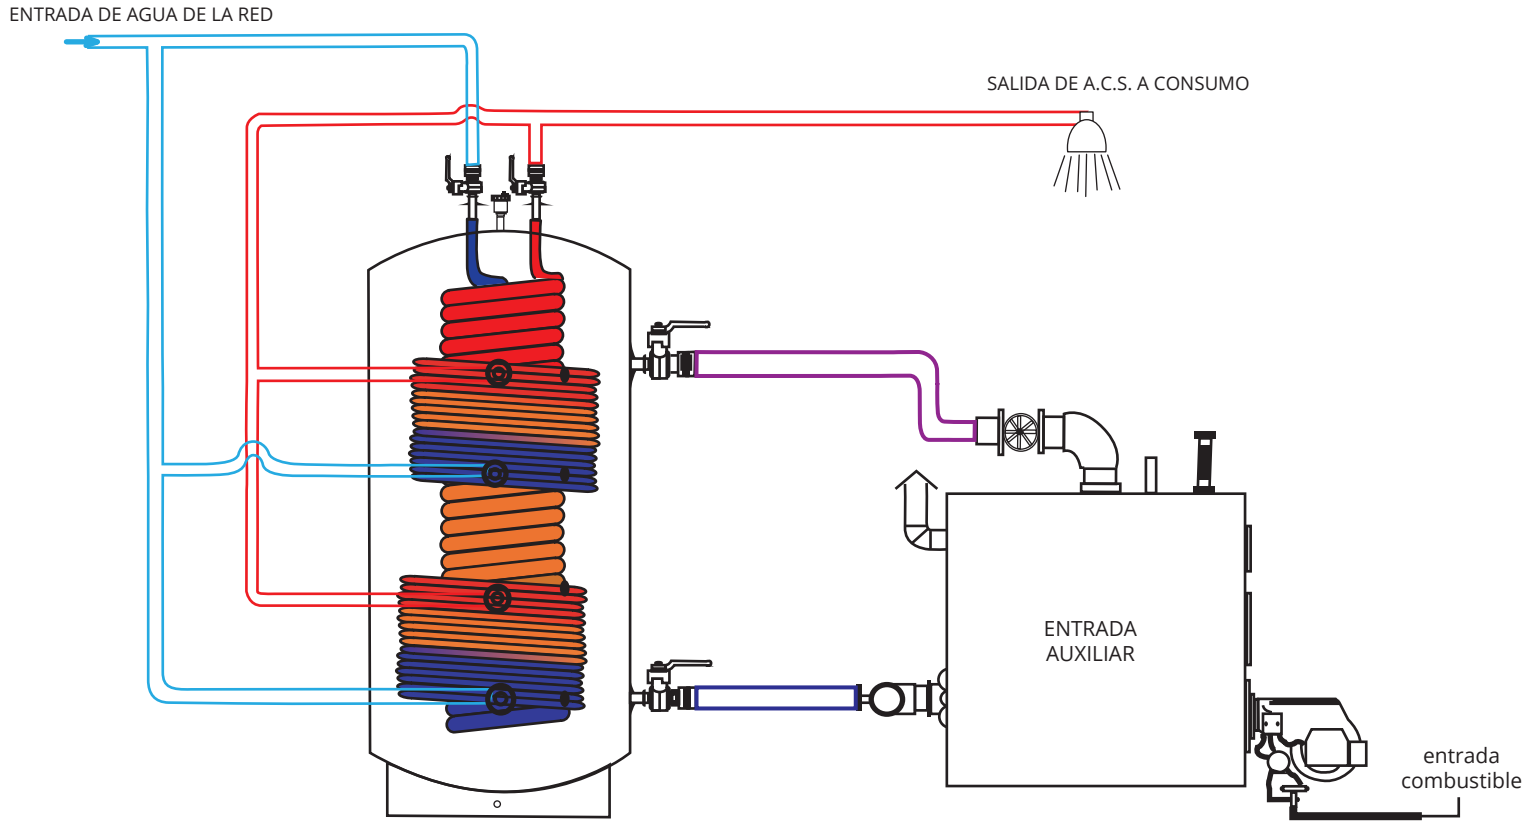 ENTRADA DE AGUA DE LA RED
SALIDA DE A.C.S. A CONSUMO
ENTRADA
AUXILIAR
entrada
combustible